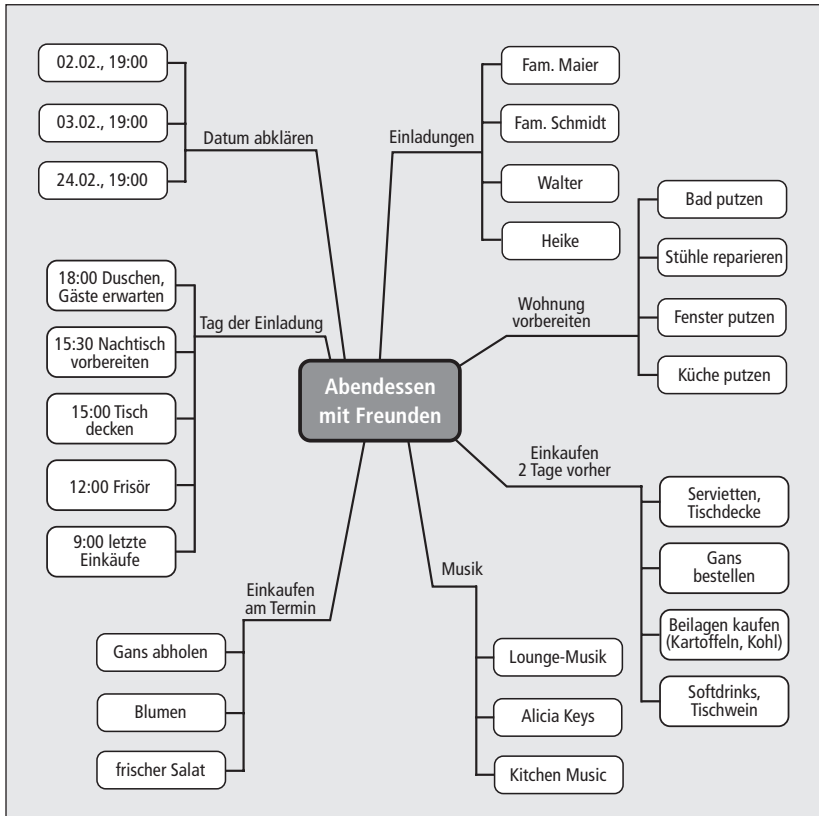 Abendessen
mit Freunden
Datum abklären
02.02., 19:00
03.02., 19:00
24.02., 19:00
Einladungen
Fam. Maier
Fam. Schmidt
Walter
Heike
Wohnung
vorbereiten
Bad putzen
Stühle reparieren
Fenster putzen
Küche putzen
Einkaufen
2 Tage vorher
Servietten,
Tischdecke
Gans
bestellen
Beilagen kaufen
(Kartoffeln, Kohl)
Softdrinks,
Tischwein
Musik
Lounge-Musik
Alicia Keys
Kitchen Music
Einkaufen
am Termin
Gans abholen
Blumen
frischer Salat
Tag der Einladung
18:00 Duschen,
Gäste erwarten
15:30 Nachtisch
vorbereiten
15:00 Tisch
decken
12:00 Frisör
9:00 letzte
Einkäufe